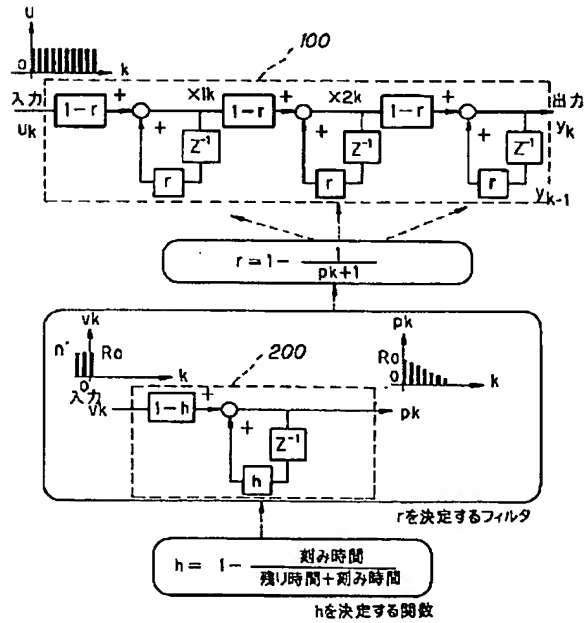 u
100
0
k
入力
uk
1-r
+
+
×1k
Z⁻¹
r
1-r
+
+
×2k
Z⁻¹
r
1-r
+
+
Z⁻¹
r
出力
yk
yk-1
r = 1 - 1/(pk+1)
vk
n'
Ro
0
k
200
pk
Ro
0
k
入力
vk
1-h
+
+
Z⁻¹
h
pk
rを決定するフィルタ
h = 1 - 刻み時間/(残り時間+刻み時間)
hを決定する関数